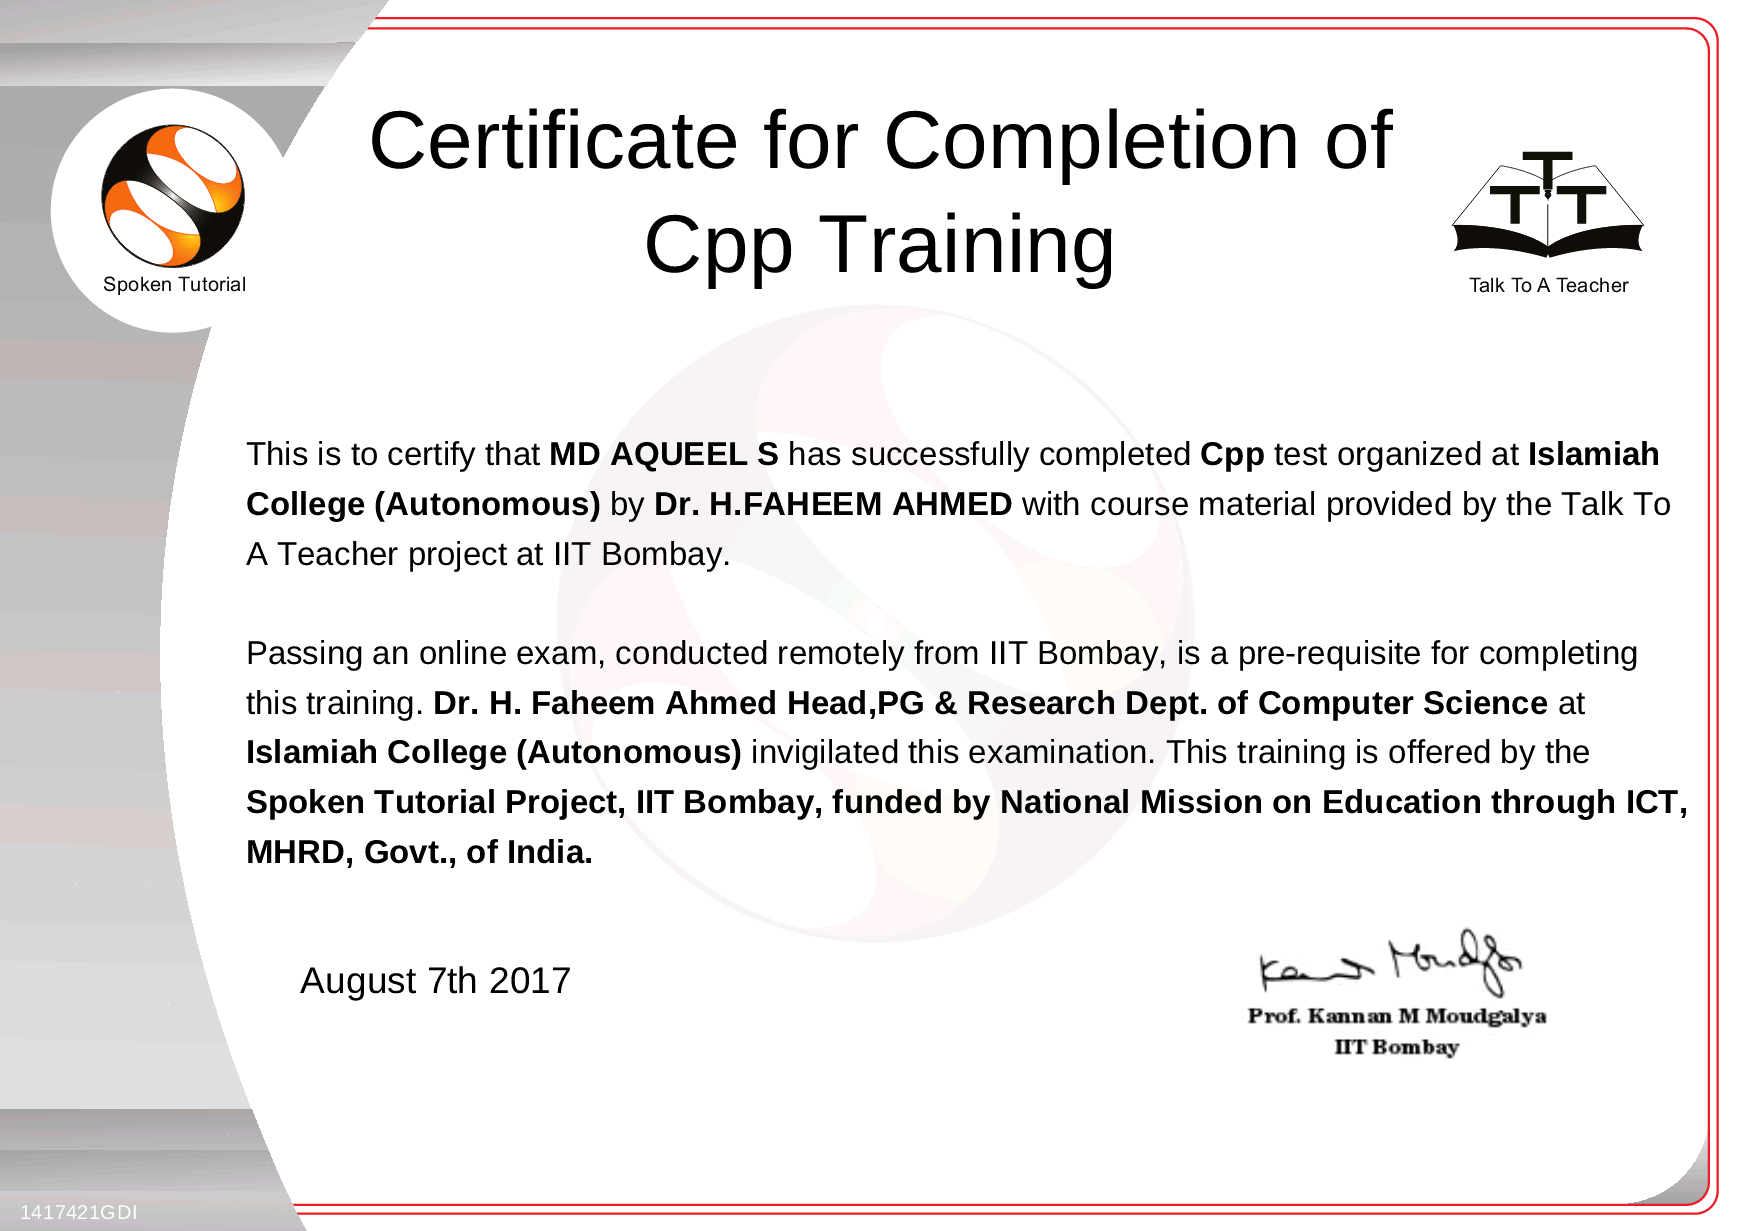 Certificate for Completion of
Cpp Training
Spoken Tutorial
T
T T
Talk To A Teacher
This is to certify that MD AQUEEL S has successfully completed Cpp test organized at Islamiah
College (Autonomous) by Dr. H.FAHEEM AHMED with course material provided by the Talk To
A Teacher project at IIT Bombay.
Passing an online exam, conducted remotely from IIT Bombay, is a pre-requisite for completing
this training. Dr. H. Faheem Ahmed Head,PG & Research Dept. of Computer Science at
Islamiah College (Autonomous) invigilated this examination. This training is offered by the
Spoken Tutorial Project, IIT Bombay, funded by National Mission on Education through ICT,
MHRD, Govt., of India.
August 7th 2017
Kannan Moudgalya
Prof. Kannan M Moudgalya
IIT Bombay
1417421GDI